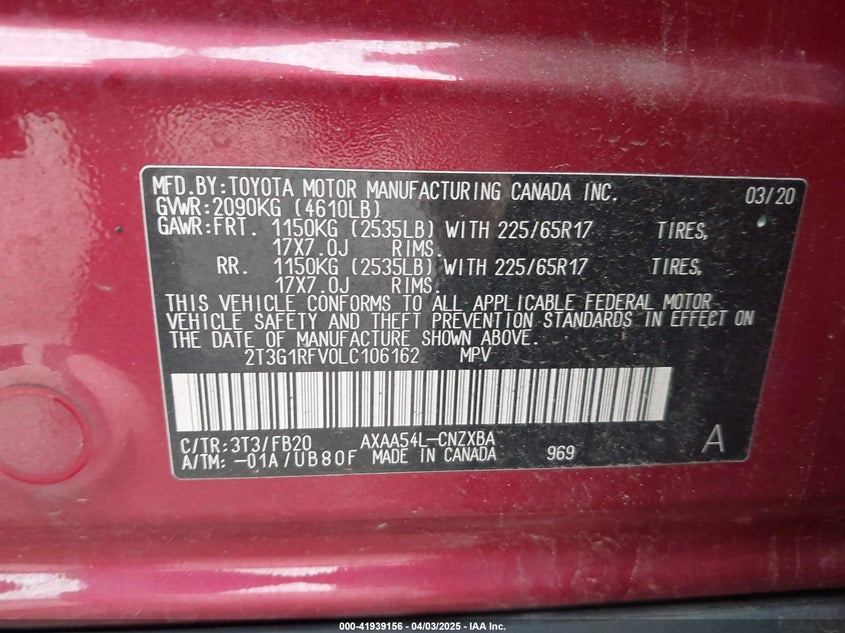 MFD.BY:TOYOTA MOTOR MANUFACTURING CANADA INC. 03/20
GVWR:2090KG (4610LB)
GAWR:FRT. 1150KG (2535LB) WITH 225/65R17 TIRES,
17X7.0J RIMS.
RR. 1150KG (2535LB) WITH 225/65R17 TIRES,
17X7.0J RIMS.
THIS VEHICLE CONFORMS TO ALL APPLICABLE FEDERAL MOTOR
VEHICLE SAFETY AND THEFT PREVENTION STANDARDS IN EFFECT ON
THE DATE OF MANUFACTURE SHOWN ABOVE.
2T3G1RFV0LC106162 MPV
C/TR:3T3/FB20 AXAA54L-CNZXBA
A/TM:-01A/UB80F MADE IN CANADA 969 A
000-41939156 - 04/03/2025 - IAA Inc.